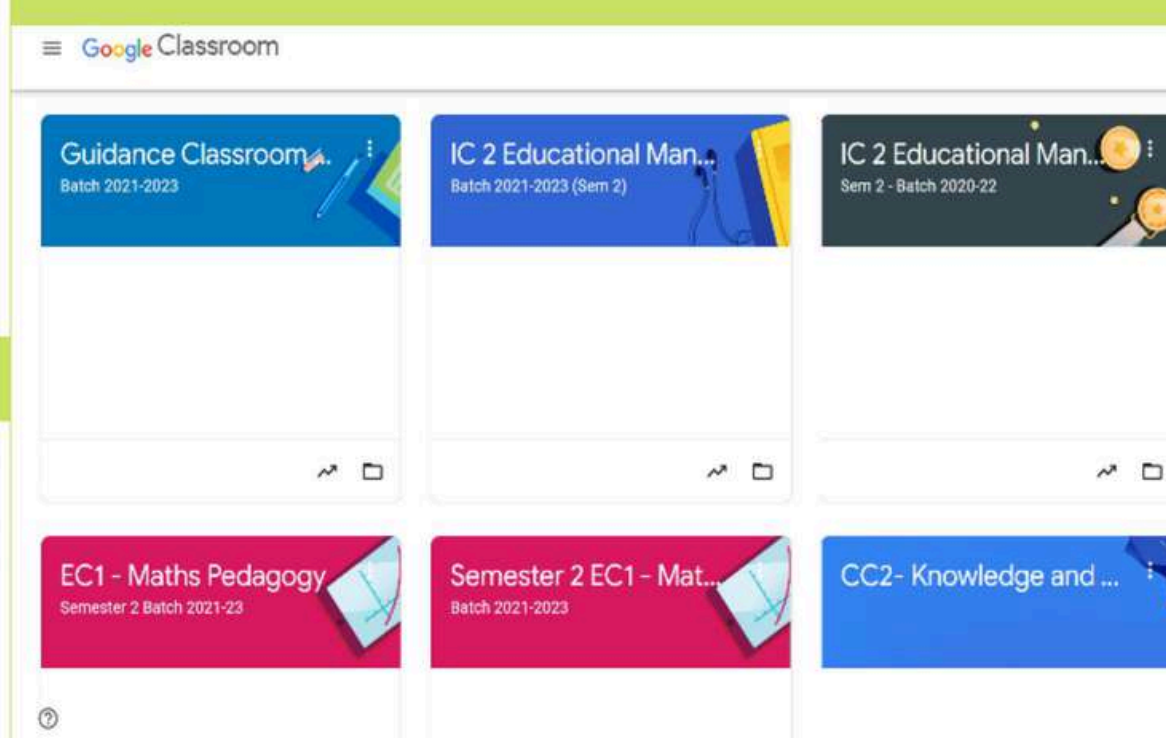 Google Classroom
Guidance Classroom...
Batch 2021-2023
IC 2 Educational Man...
Batch 2021-2023 (Sem 2)
IC 2 Educational Man...
Sem 2 - Batch 2020-22
EC1 - Maths Pedagogy
Semester 2 Batch 2021-23
Semester 2 EC1 - Mat...
Batch 2021-2023
CC2- Knowledge and ...